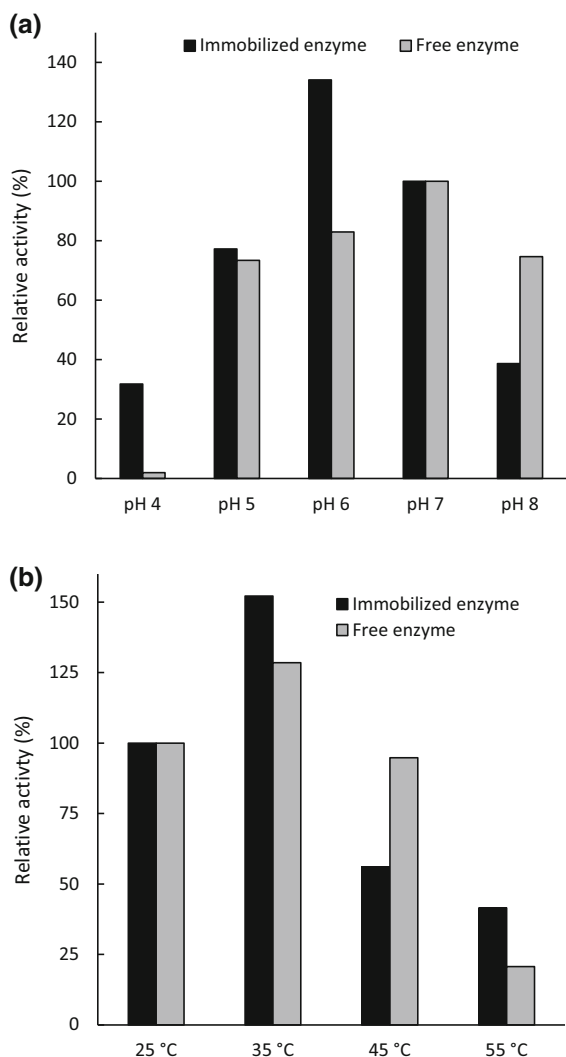 (a)
Immobilized enzyme Free enzyme
140
120
100
80
60
40
20
0
Relative activity (%)
pH 4 pH 5 pH 6 pH 7 pH 8
(b)
Immobilized enzyme
Free enzyme
150
125
100
75
50
25
0
Relative activty (%)
25 °C 35 °C 45 °C 55 °C